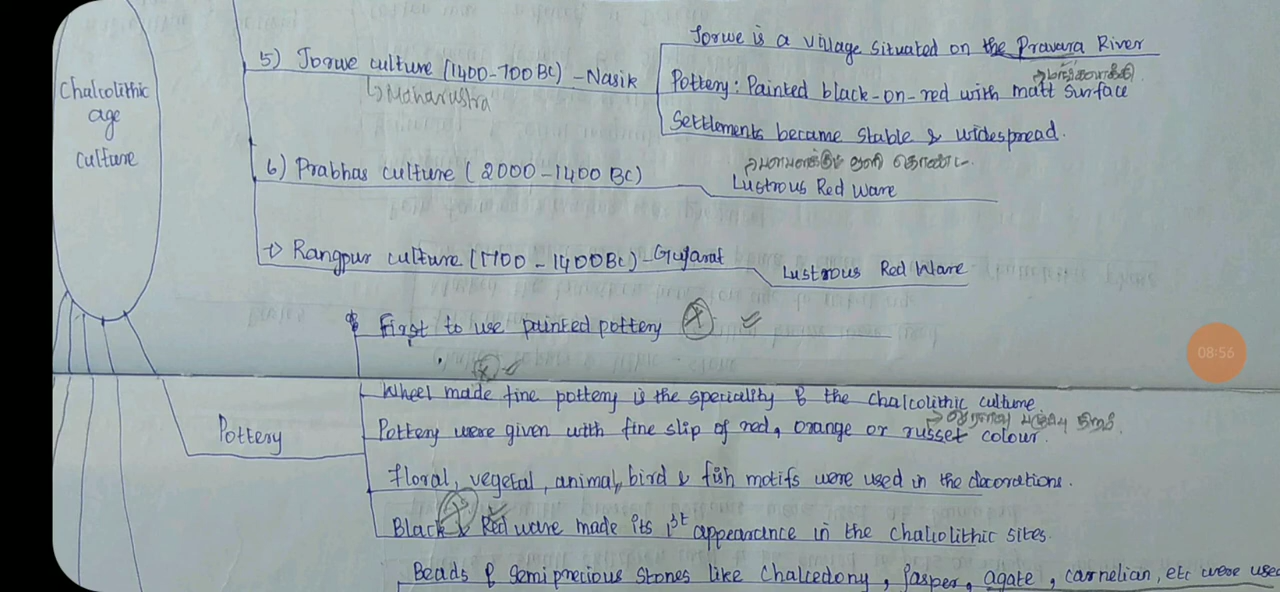 Jorwe is a village situated on the Pravara River
5) Jorwe culture (1400-700 BC) - Nasik
Maharastra
Pottery: Painted black-on-red with matt surface
Settlements became stable & widespread.
Chalcolithic
age
culture
6) Prabhas culture (2000-1400 BC)
Lustrous Red Ware
7) Rangpur culture (1700-1400 BC) - Gujarat
Lustrous Red Ware
First to use painted pottery
08:56
Wheel made fine pottery is the speciality of the chalcolithic culture
Pottery
Pottery were given with fine slip of red, orange or russet colour.
Floral, vegetal, animal, bird & fish motifs were used in the decorations.
Black & Red ware made its 1st appearance in the chalcolithic sites.
Beads of semiprecious stones like Chalcedony, jasper, agate, carnelian, etc were used